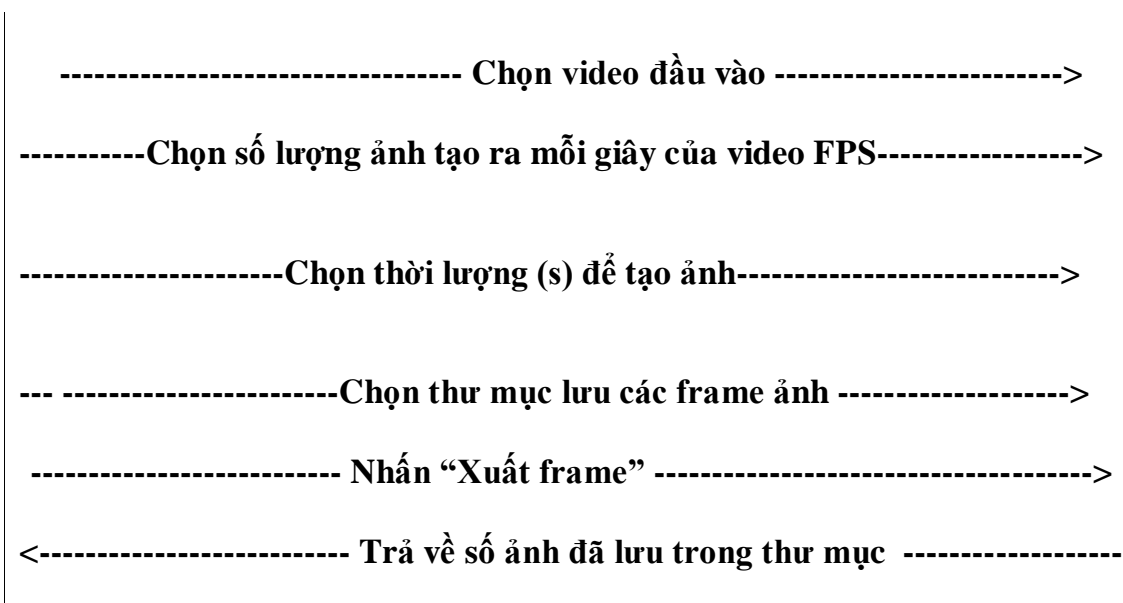 ----------------------------------- Chọn video đầu vào ------------------------->
-----------Chọn số lượng ảnh tạo ra mỗi giây của video FPS------------------>
-----------------------Chọn thời lượng (s) để tạo ảnh---------------------------->
--- ------------------------Chọn thư mục lưu các frame ảnh -------------------->
--------------------------- Nhấn “Xuất frame” -------------------------------------->
<--------------------------- Trả về số ảnh đã lưu trong thư mục -------------------